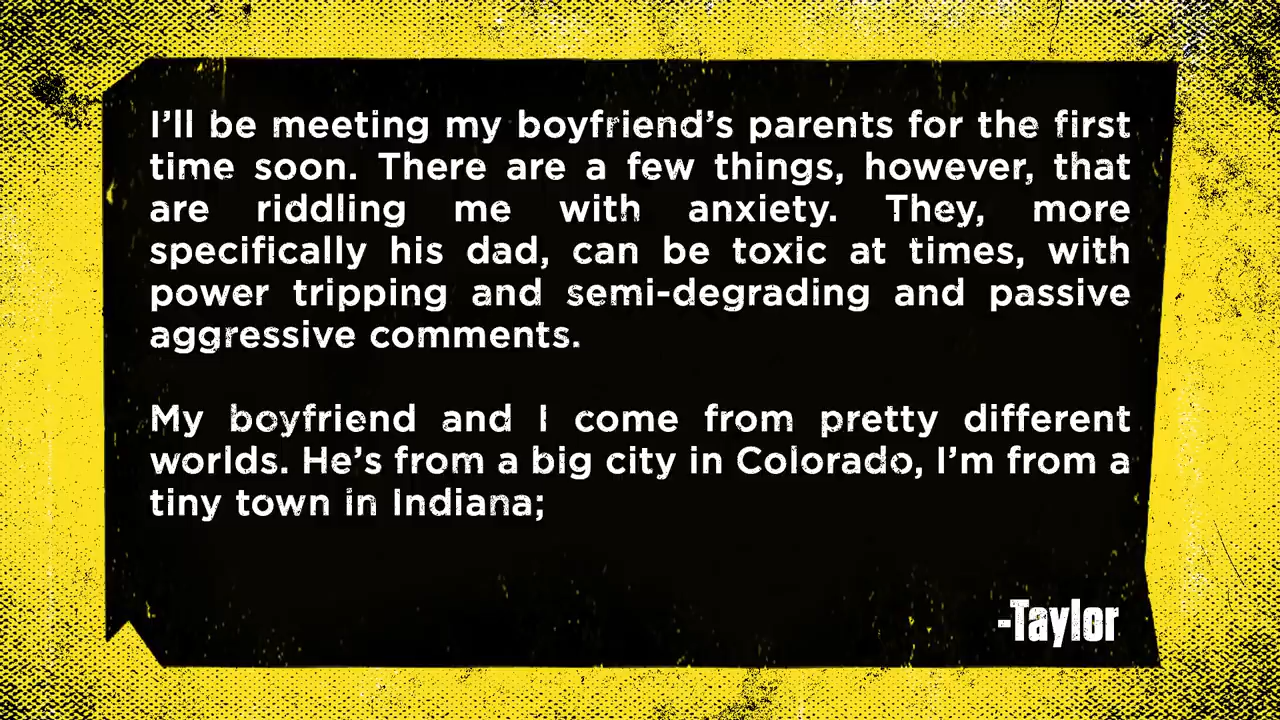 I’ll be meeting my boyfriend’s parents for the first
time soon. There are a few things, however, that
are riddling me with anxiety. They, more
specifically his dad, can be toxic at times, with
power tripping and semi-degrading and passive
aggressive comments.
My boyfriend and I come from pretty different
worlds. He’s from a big city in Colorado, I’m from a
tiny town in Indiana;
-Taylor